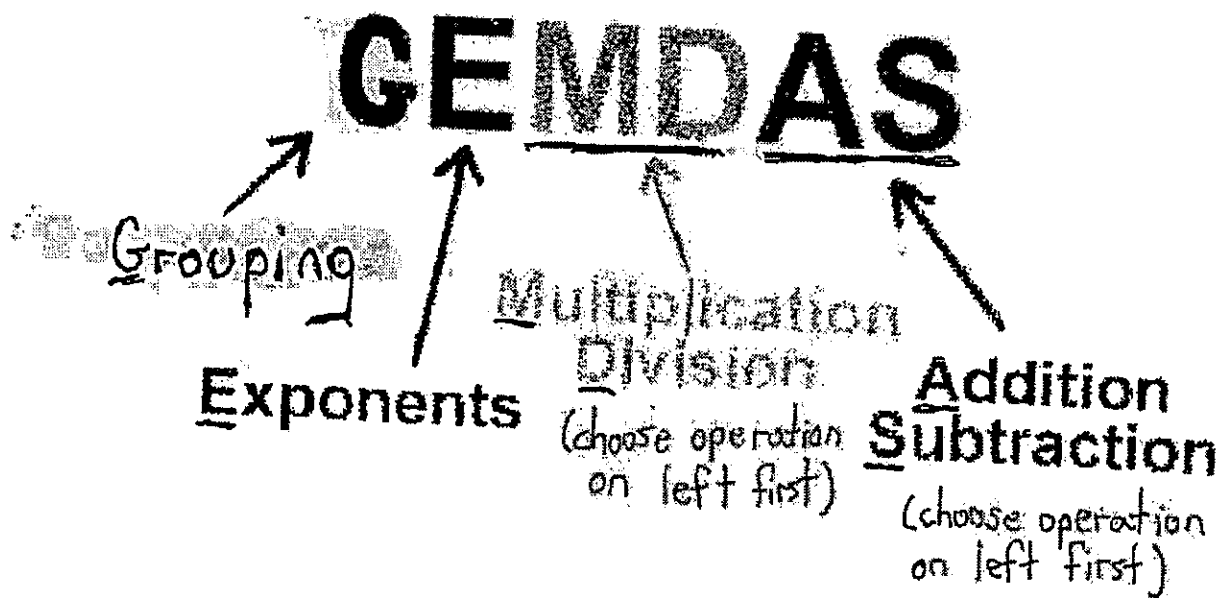 GEMDAS
Grouping
Exponents
Multiplication
Division
(choose operation
on left first)
Addition
Subtraction
(choose operation
on left first)